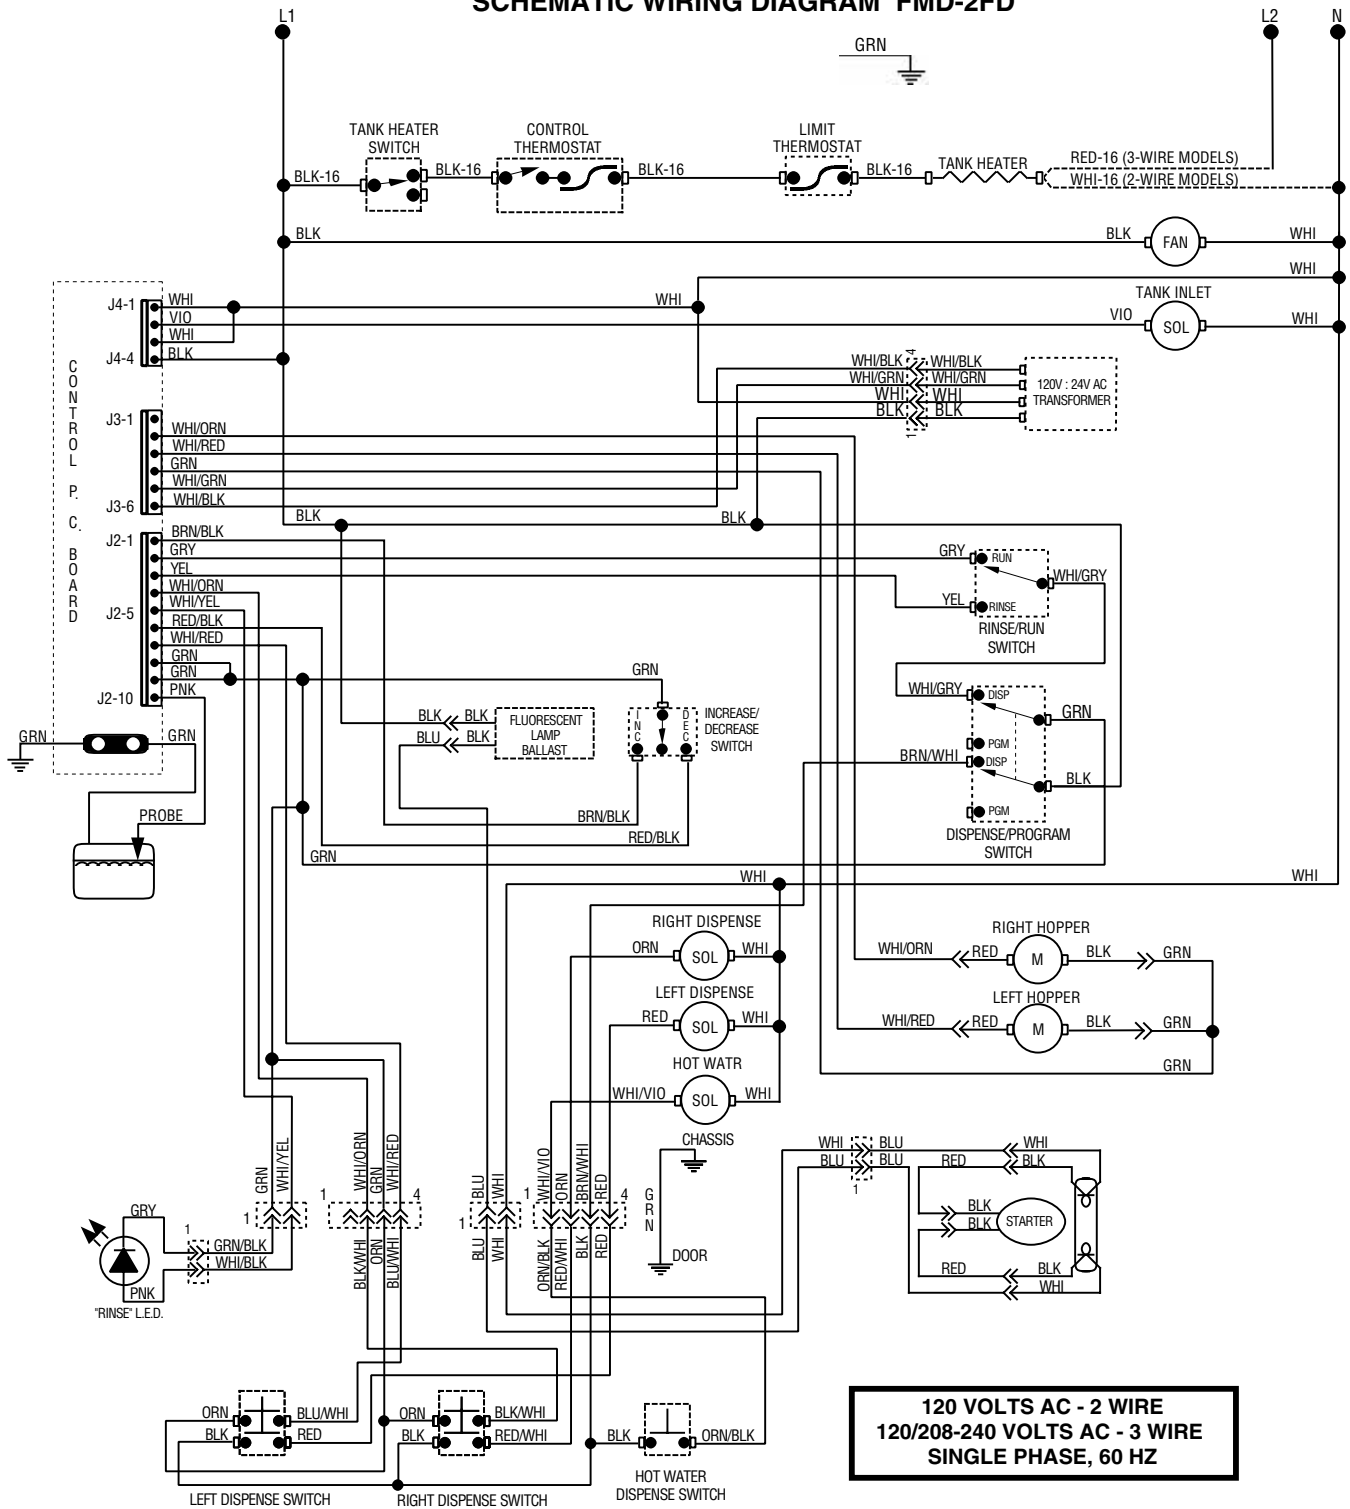 SCHEMATIC WIRING DIAGRAM FMD-2FD
L1
L2
N
GRN
TANK HEATER
SWITCH
CONTROL
THERMOSTAT
LIMIT
THERMOSTAT
BLK-16
BLK-16
BLK-16
BLK-16
TANK HEATER
RED-16 (3-WIRE MODELS)
WHI-16 (2-WIRE MODELS)
BLK
BLK
FAN
WHI
WHI
TANK INLET
J4-1
WHI
WHI
VIO
VIO
SOL
WHI
WHI
J4-4
BLK
CONTROL P. C. BOARD
4
WHI/BLK
WHI/BLK
WHI/GRN
WHI/GRN
WHI
WHI
BLK
BLK
1
120V : 24V AC
TRANSFORMER
J3-1
WHI/ORN
WHI/RED
GRN
WHI/GRN
J3-6
WHI/BLK
BLK
BLK
J2-1
BRN/BLK
GRY
YEL
WHI/ORN
WHI/YEL
J2-5
RED/BLK
WHI/RED
GRN
GRN
J2-10
PNK
GRY
RUN
WHI/GRY
YEL
RINSE
RINSE/RUN
SWITCH
GRN
WHI/GRY
DISP
GRN
PGM
BRN/WHI
DISP
BLK
PGM
DISPENSE/PROGRAM
SWITCH
BLK
BLK
BLU
BLK
FLUORESCENT
LAMP
BALLAST
INC
DEC
INCREASE/
DECREASE
SWITCH
GRN
GRN
PROBE
BRN/BLK
RED/BLK
GRN
WHI
WHI
RIGHT DISPENSE
ORN
SOL
WHI
LEFT DISPENSE
RED
SOL
WHI
HOT WATR
WHI/VIO
SOL
WHI
CHASSIS
GRN
DOOR
RIGHT HOPPER
WHI/ORN
RED
M
BLK
GRN
LEFT HOPPER
WHI/RED
RED
M
BLK
GRN
GRN
GRN
WHI/YEL
WHI/ORN
GRN
WHI/RED
BLU
WHI
WHI/VIO
ORN
BRN/WHI
RED
1
1
4
1
1
4
BLK/WHI
ORN
BLU/WHI
BLU
WHI
ORN/BLK
RED/WHI
BLK
RED
WHI
BLU
WHI
BLU
BLU
RED
BLK
1
BLK
BLK
STARTER
RED
BLK
WHI
GRY
1
GRN/BLK
WHI/BLK
PNK
"RINSE" L.E.D.
ORN
BLU/WHI
BLK
RED
LEFT DISPENSE SWITCH
ORN
BLK/WHI
BLK
RED/WHI
RIGHT DISPENSE SWITCH
BLK
ORN/BLK
HOT WATER
DISPENSE SWITCH
120 VOLTS AC - 2 WIRE
120/208-240 VOLTS AC - 3 WIRE
SINGLE PHASE, 60 HZ